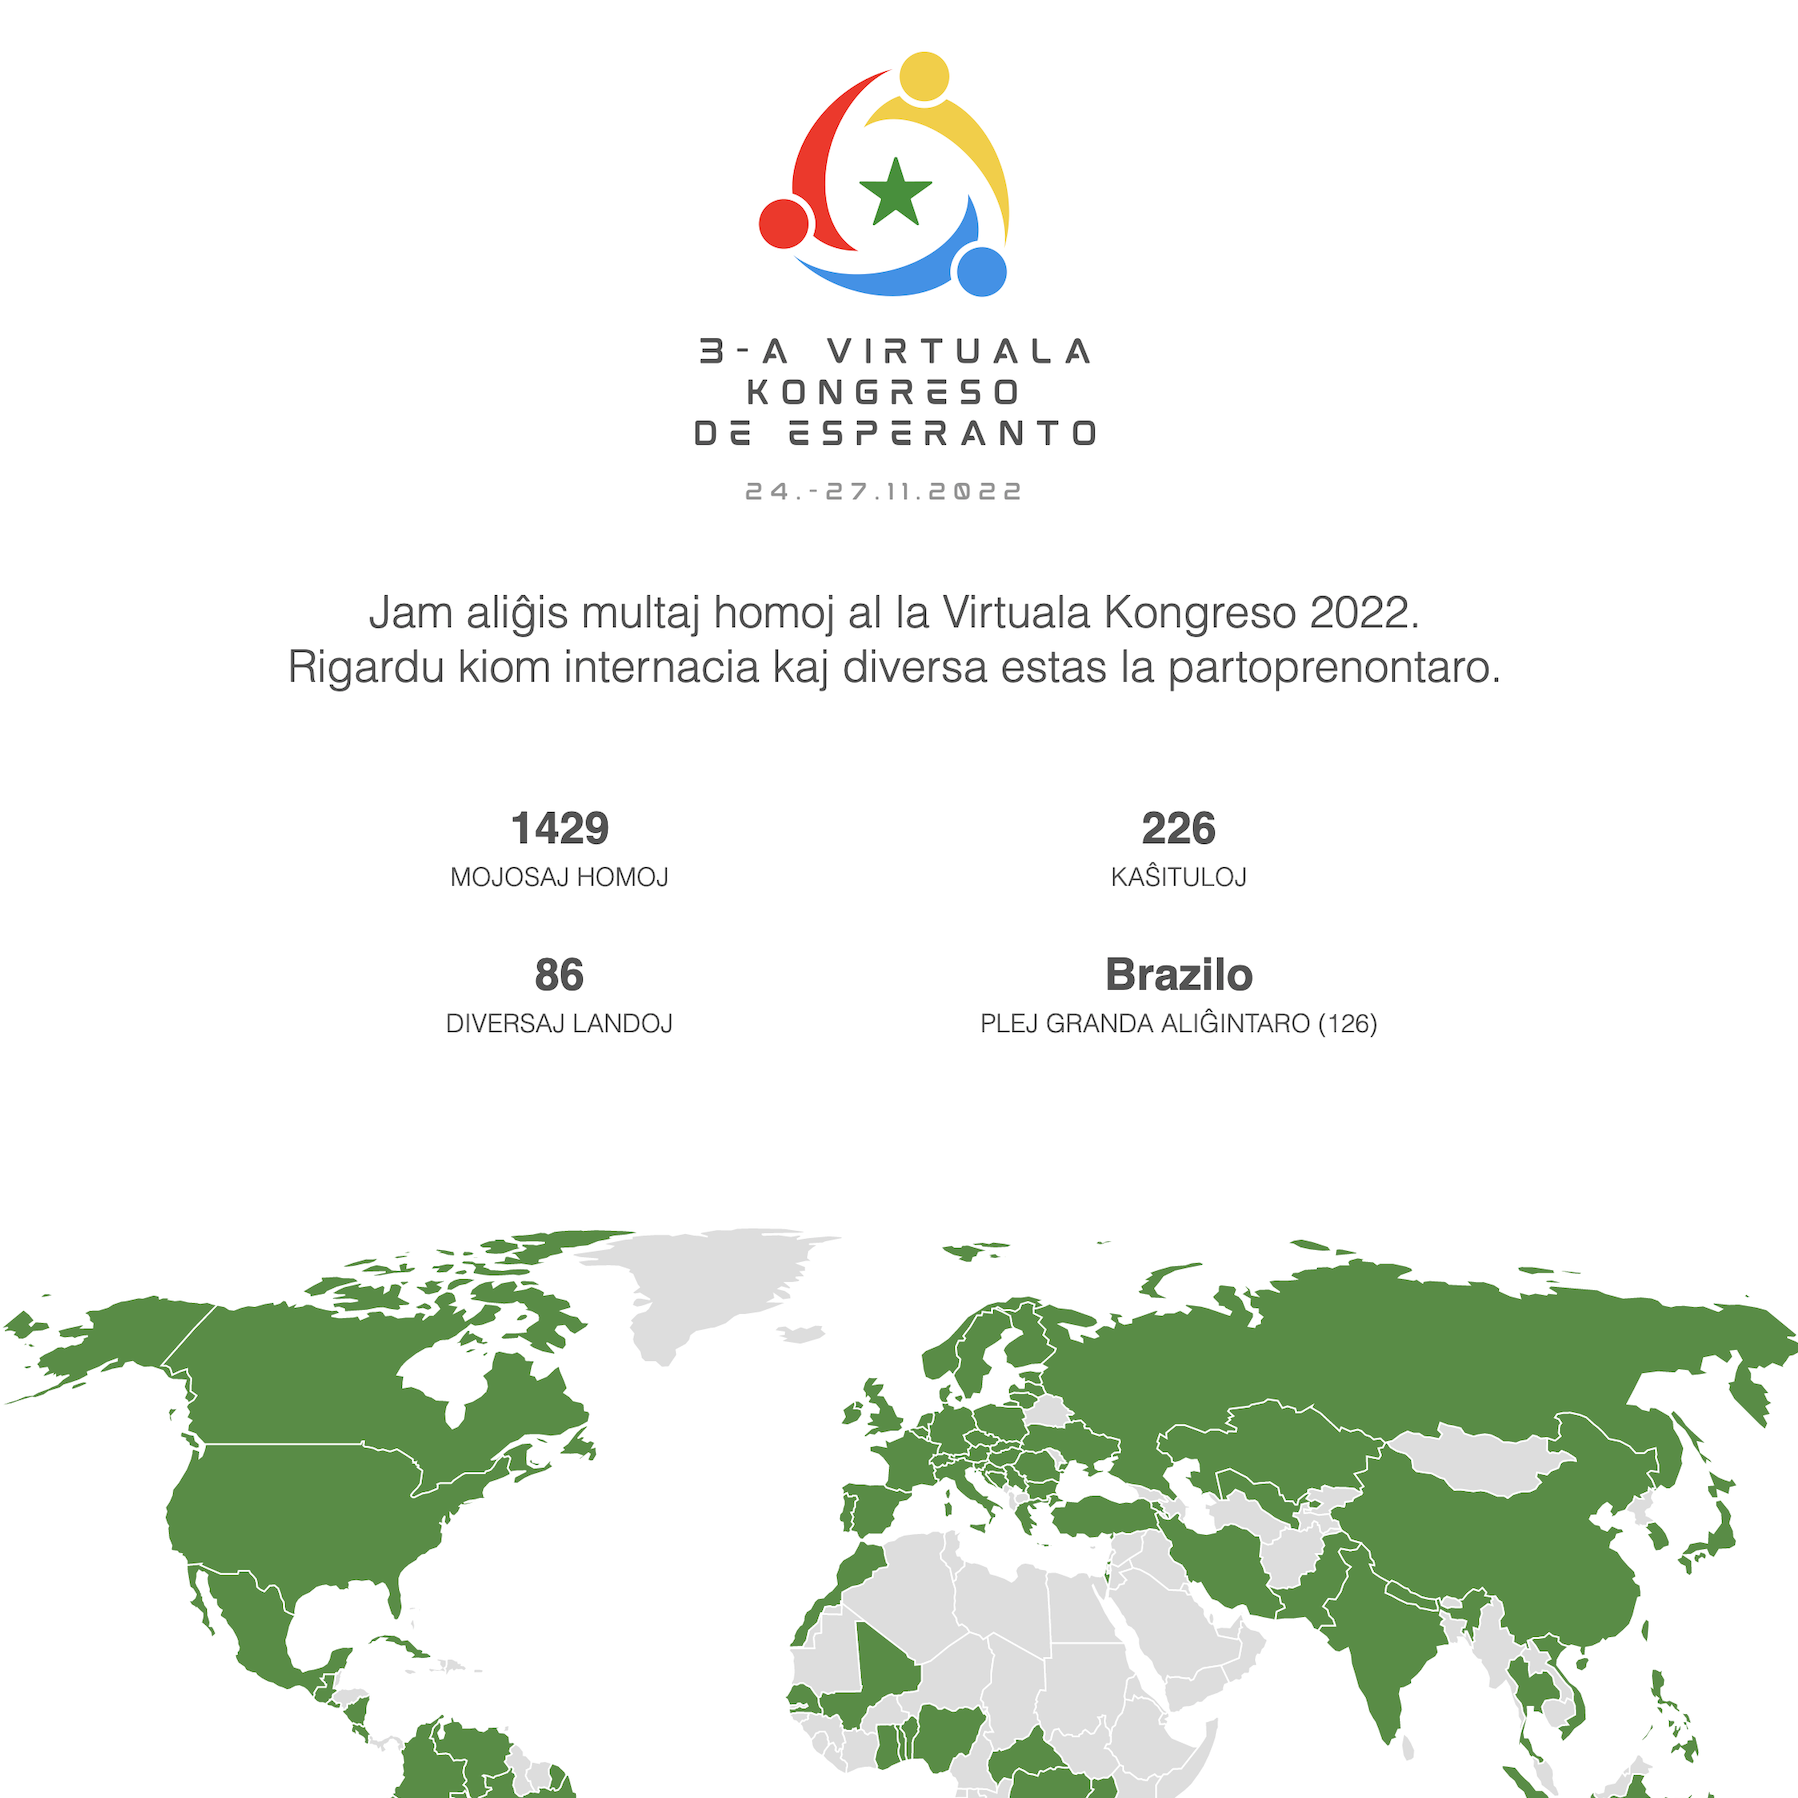 3-A VIRTUALA
KONGRESO
DE ESPERANTO
24.-27.11.2022
Jam aliĝis multaj homoj al la Virtuala Kongreso 2022.
Rigardu kiom internacia kaj diversa estas la partoprenontaro.
1429
MOJOSAJ HOMOJ
226
KAŜITULOJ
86
DIVERSAJ LANDOJ
Brazilo
PLEJ GRANDA ALIĜINTARO (126)